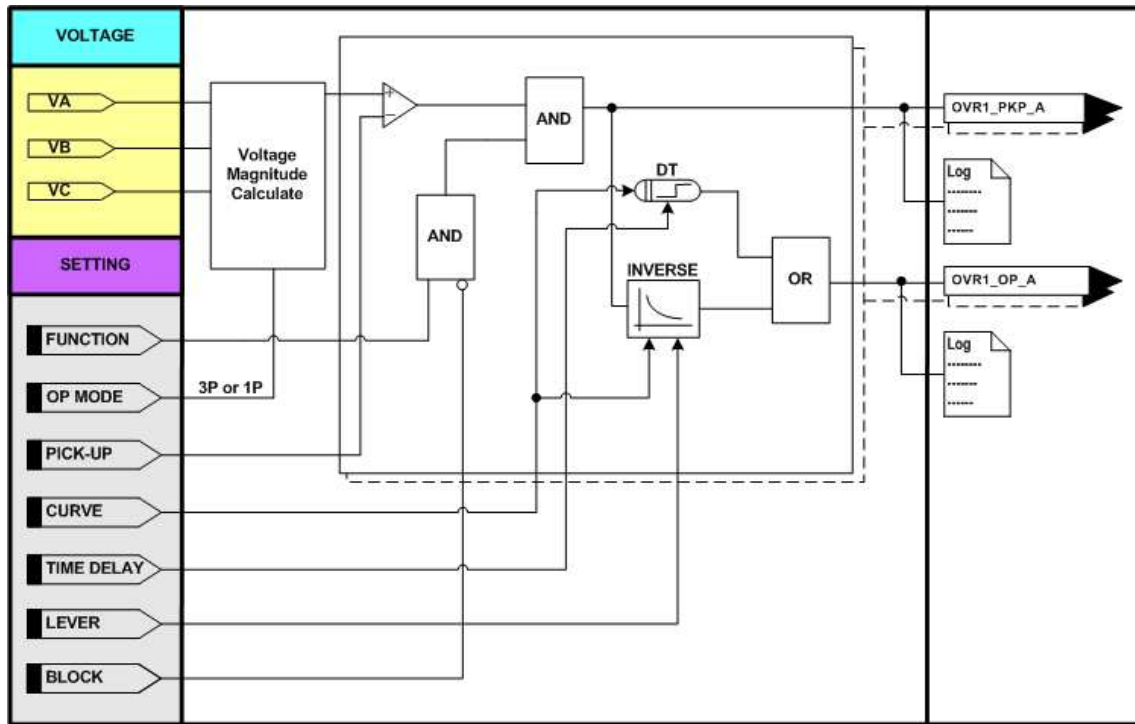 VOLTAGE
VA
VB
VC
SETTING
FUNCTION
OP MODE
PICK-UP
CURVE
TIME DELAY
LEVER
BLOCK
Voltage
Magnitude
Calculate
3P or 1P
+
−
AND
AND
DT
INVERSE
OR
OVR1_PKP_A
Log
OVR1_OP_A
Log